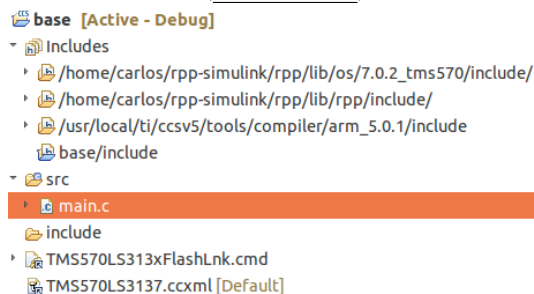 base [Active - Debug]
Includes
/home/carlos/rpp-simulink/rpp/lib/os/7.0.2_tms570/include/
/home/carlos/rpp-simulink/rpp/lib/rpp/include/
/usr/local/ti/ccsv5/tools/compiler/arm_5.0.1/include
base/include
src
main.c
include
TMS570LS313xFlashLnk.cmd
TMS570LS3137.ccxml [Default]